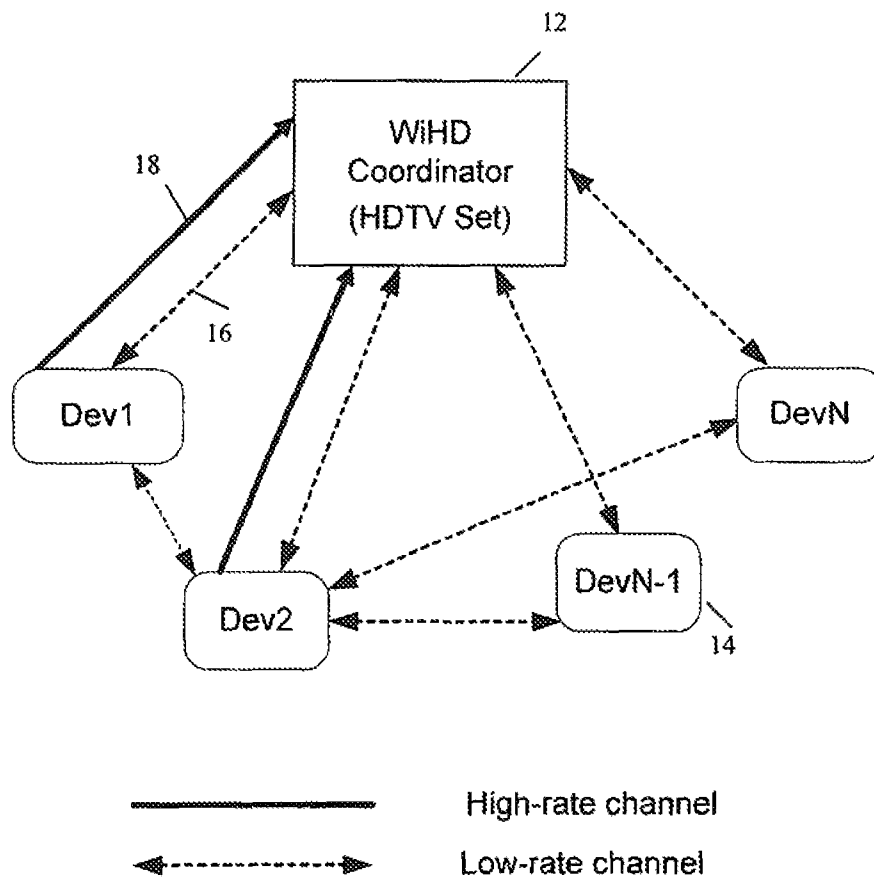 12
WiHD
Coordinator
(HDTV Set)
18
16
Dev1
DevN
Dev2
DevN-1
14
High-rate channel
Low-rate channel